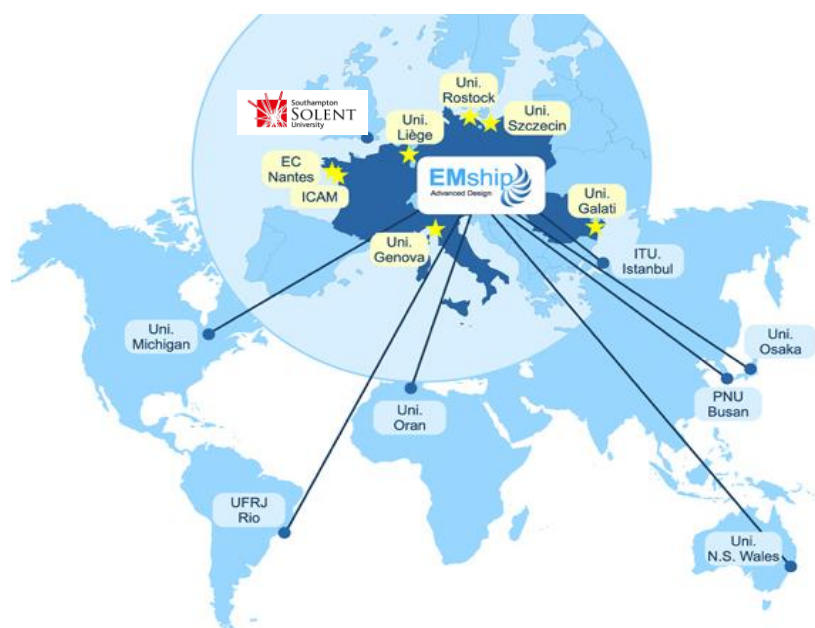 Southampton
SOLENT
University
Uni.
Rostock
Uni.
Szczecin
Uni.
Liège
EC
Nantes
ICAM
EMship
Advanced Design
Uni.
Galati
Uni.
Genova
ITU.
Istanbul
Uni.
Michigan
Uni.
Osaka
PNU
Busan
Uni.
Oran
UFRJ
Rio
Uni.
N.S. Wales